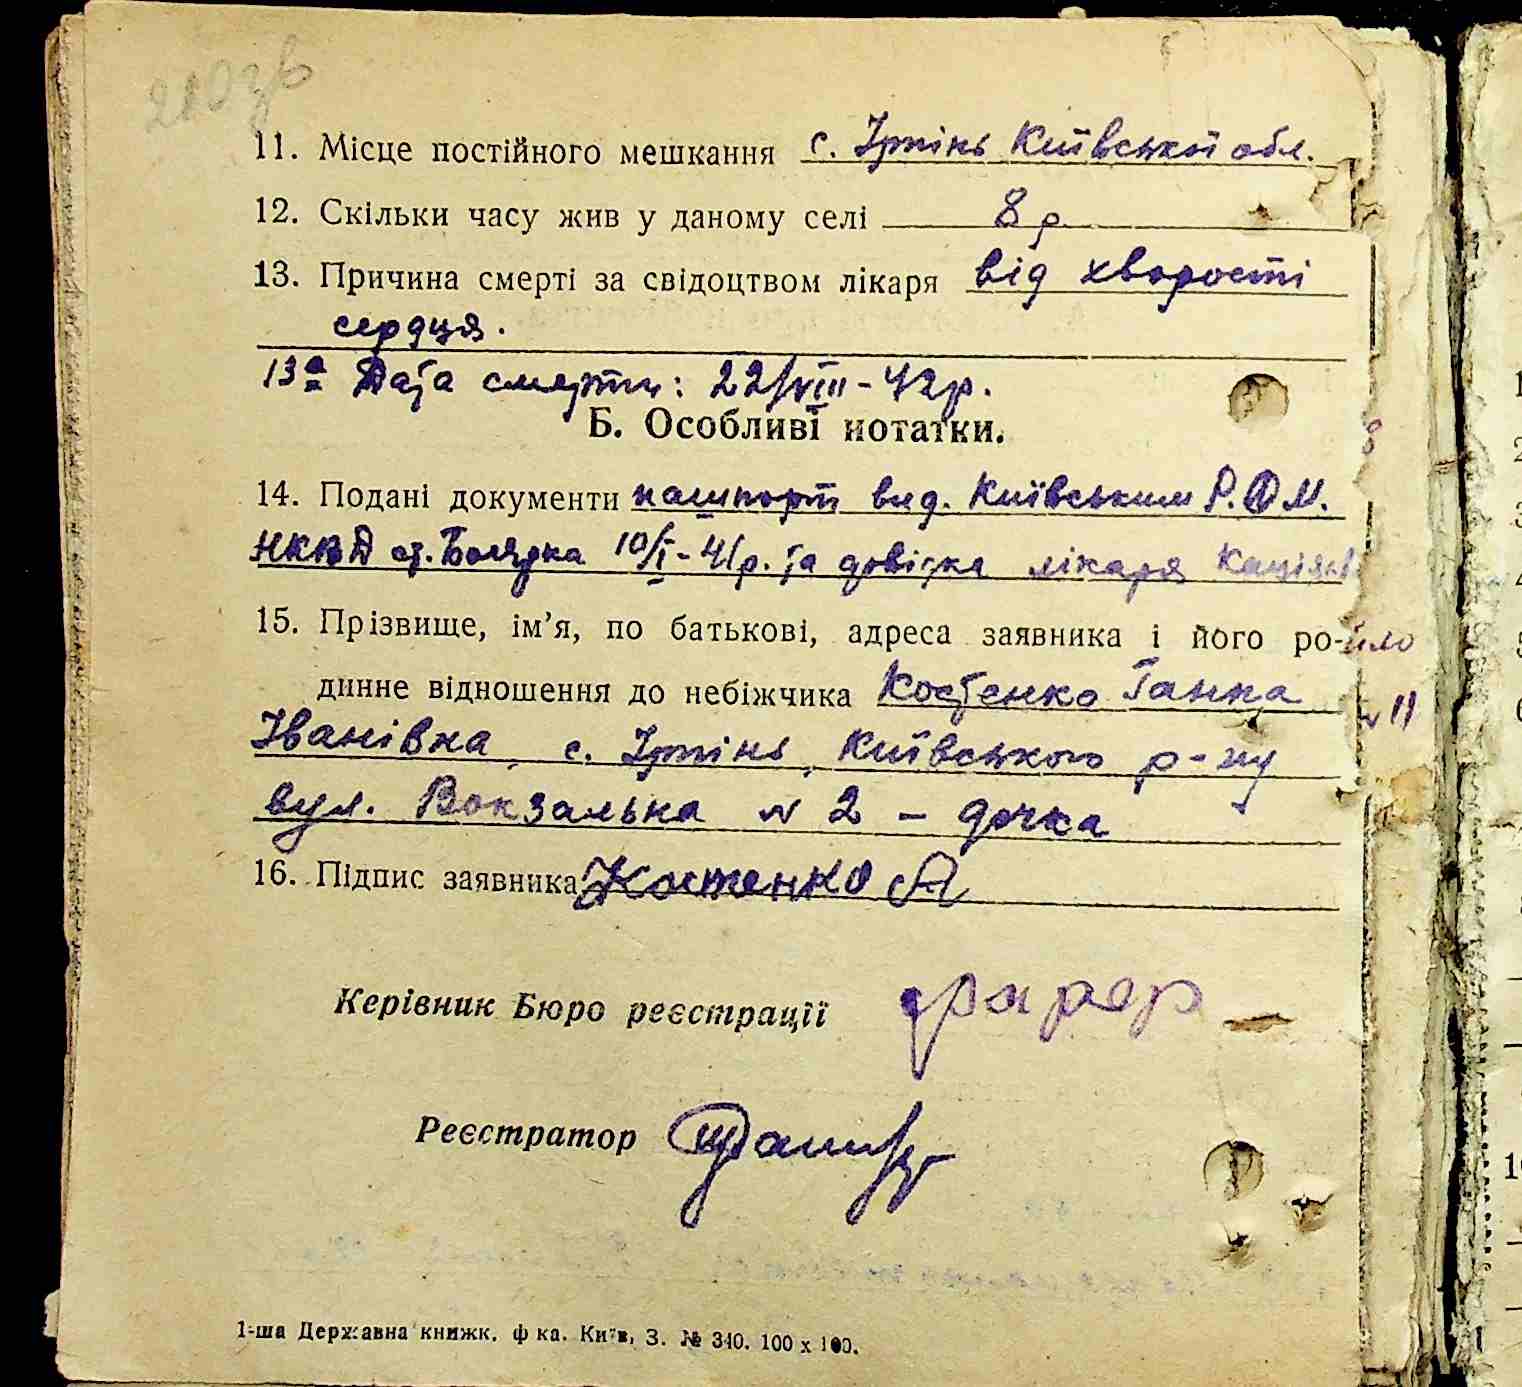 210зв
11. Місце постійного мешкання с. Ірпінь Київської обл.
12. Скільки часу жив у даному селі 8 р.
13. Причина смерті за свідоцтвом лікаря від хворости
сердця.
13а Дата смерти: 22/VIII-42р.
Б. Особливі нотатки.
14. Подані документи пашпорт вид. Київським Р.О.М.
НКВД ст. Боярка 10/I-41р. та довідка лікаря
15. Прізвище, ім’я, по батькові, адреса заявника і його ро-
динне відношення до небіжчика Костенко Ганна
Іванівна, с. Ірпінь, Київського р-ну
вул. Вокзальна № 2 – дочка
16. Підпис заявника Костенко А
Керівник Бюро реєстрації
Реєстратор
1-ша Державна книжк. ф-ка. Київ, З. № 340. 100 х 100.